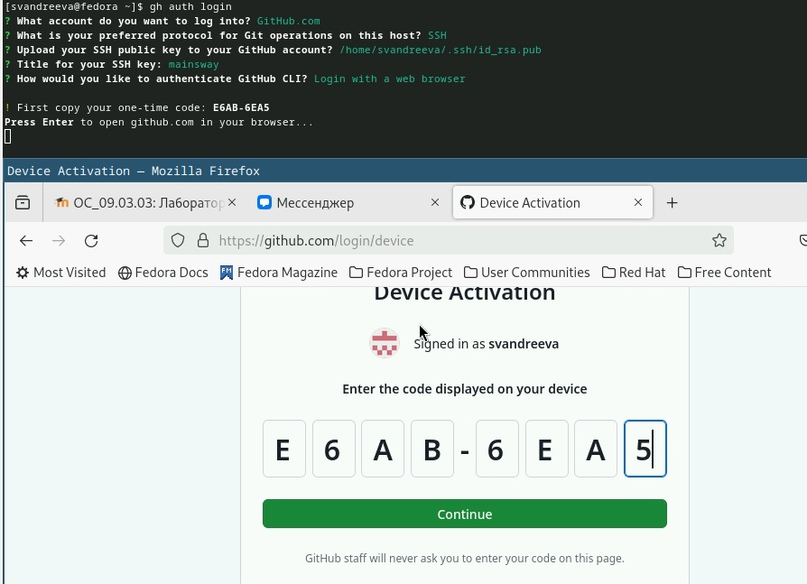 [svandreeva@fedora ~]$ gh auth login
? What account do you want to log into? GitHub.com
? What is your preferred protocol for Git operations on this host? SSH
? Upload your SSH public key to your GitHub account? /home/svandreeva/.ssh/id_rsa.pub
? Title for your SSH key: mainsway
? How would you like to authenticate GitHub CLI? Login with a web browser
! First copy your one-time code: E6AB-6EA5
Press Enter to open github.com in your browser...
Device Activation — Mozilla Firefox
ОС_09.03.03: Лаборатор Мессенджер Device Activation
https://github.com/login/device
Most Visited Fedora Docs Fedora Magazine Fedora Project User Communities Red Hat Free Content
Device Activation
Signed in as svandreeva
Enter the code displayed on your device
E 6 A B - 6 E A 5
Continue
GitHub staff will never ask you to enter your code on this page.